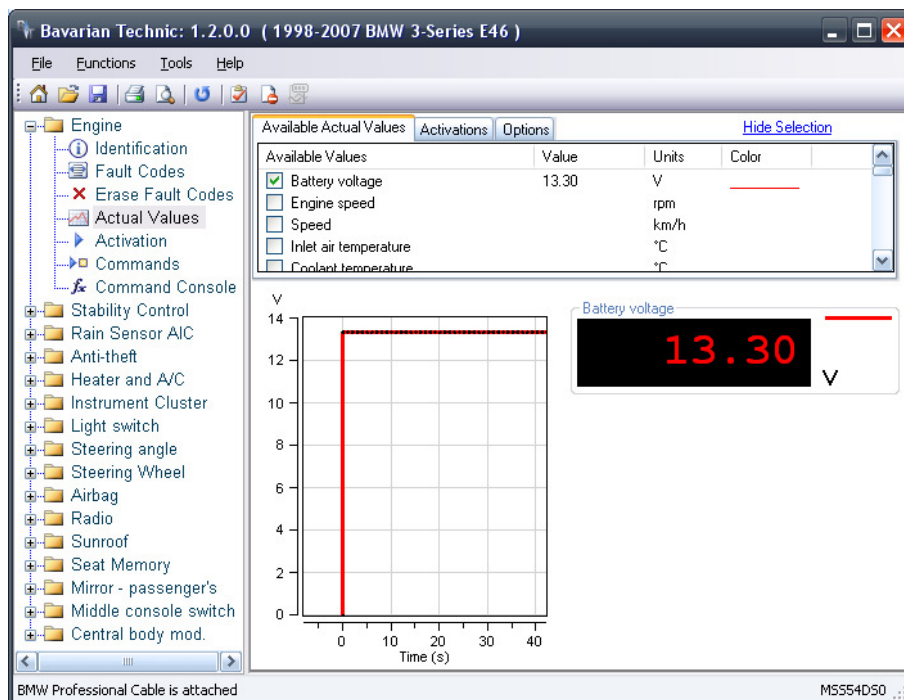 Bavarian Technic: 1.2.0.0 ( 1998-2007 BMW 3-Series E46 )
File Functions Tools Help
Engine
Identification
Fault Codes
Erase Fault Codes
Actual Values
Activation
Commands
fx Command Console
Stability Control
Rain Sensor AIC
Anti-theft
Heater and A/C
Instrument Cluster
Light switch
Steering angle
Steering Wheel
Airbag
Radio
Sunroof
Seat Memory
Mirror - passenger's
Middle console switch
Central body mod.
Available Actual Values Activations Options Hide Selection
Available Values Value Units Color
Battery voltage 13.30 V
Engine speed rpm
Speed km/h
Inlet air temperature °C
Coolant temperature °C
V
14
12
10
8
6
4
2
0
0 10 20 30 40
Time (s)
Battery voltage
13.30
V
BMW Professional Cable is attached MSS54DS0